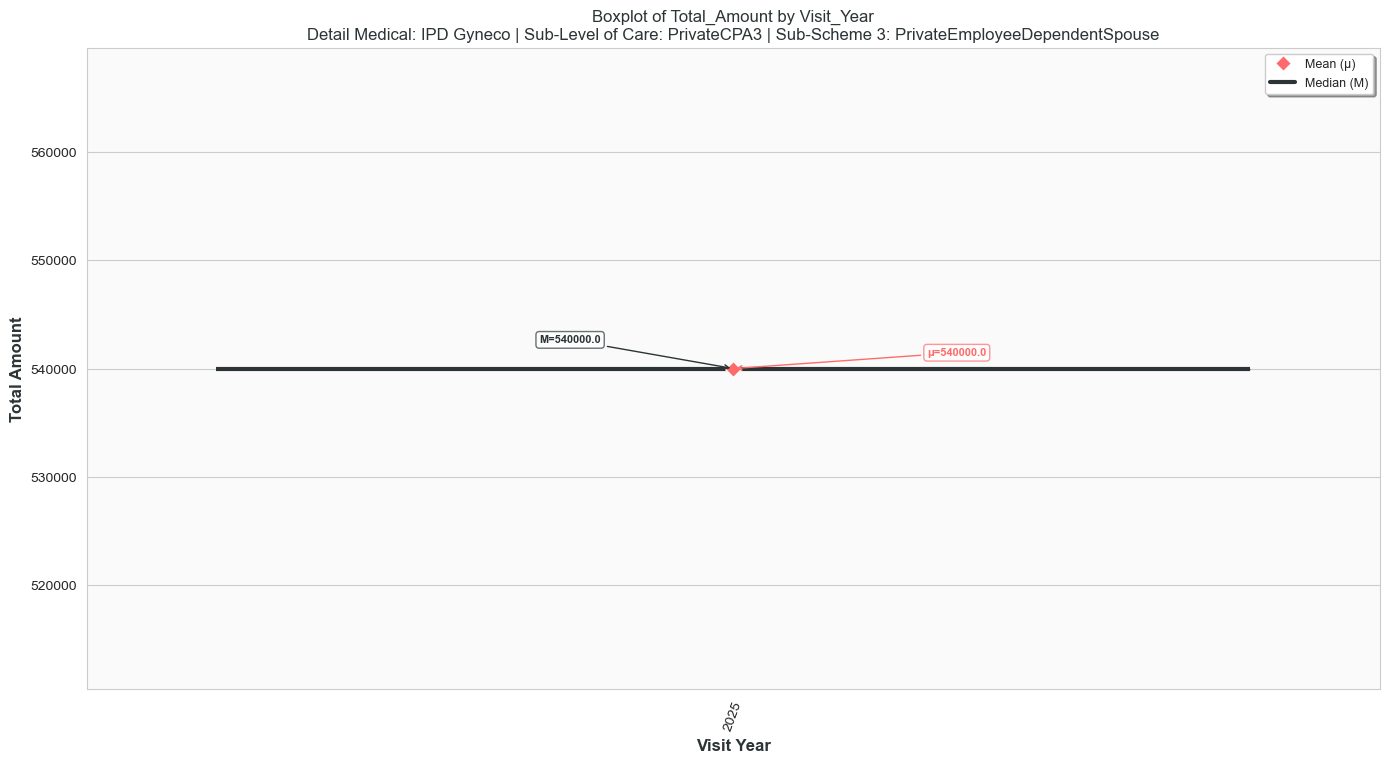 Boxplot of Total_Amount by Visit_Year
Detail Medical: IPD Gyneco | Sub-Level of Care: PrivateCPA3 | Sub-Scheme 3: PrivateEmployeeDependentSpouse
Mean (μ)
Median (M)
560000
550000
540000
530000
520000
Total Amount
M=540000.0
μ=540000.0
2025
Visit Year